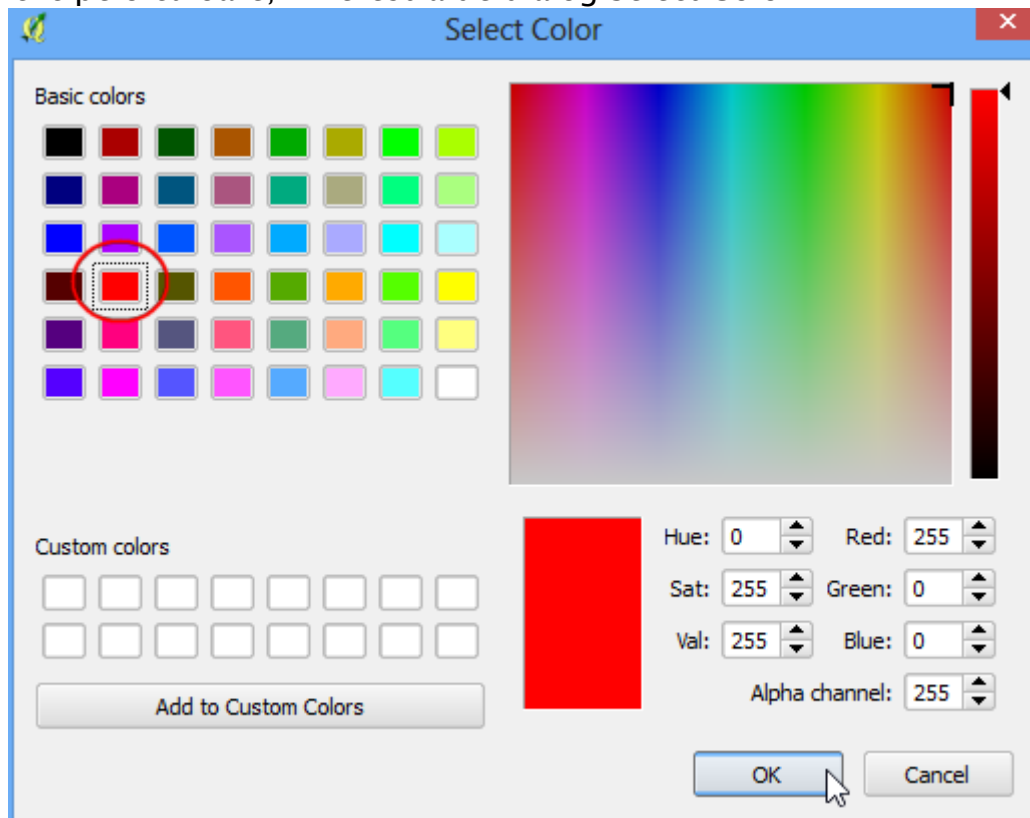 Select Color
Basic colors
Custom colors
Add to Custom Colors
Hue: 0 Red: 255
Sat: 255 Green: 0
Val: 255 Blue: 0
Alpha channel: 255
OK Cancel